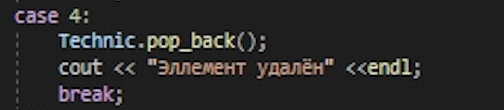 case 4:
Technic.pop_back();
cout << "Эллемент удалён" <<endl;
break;